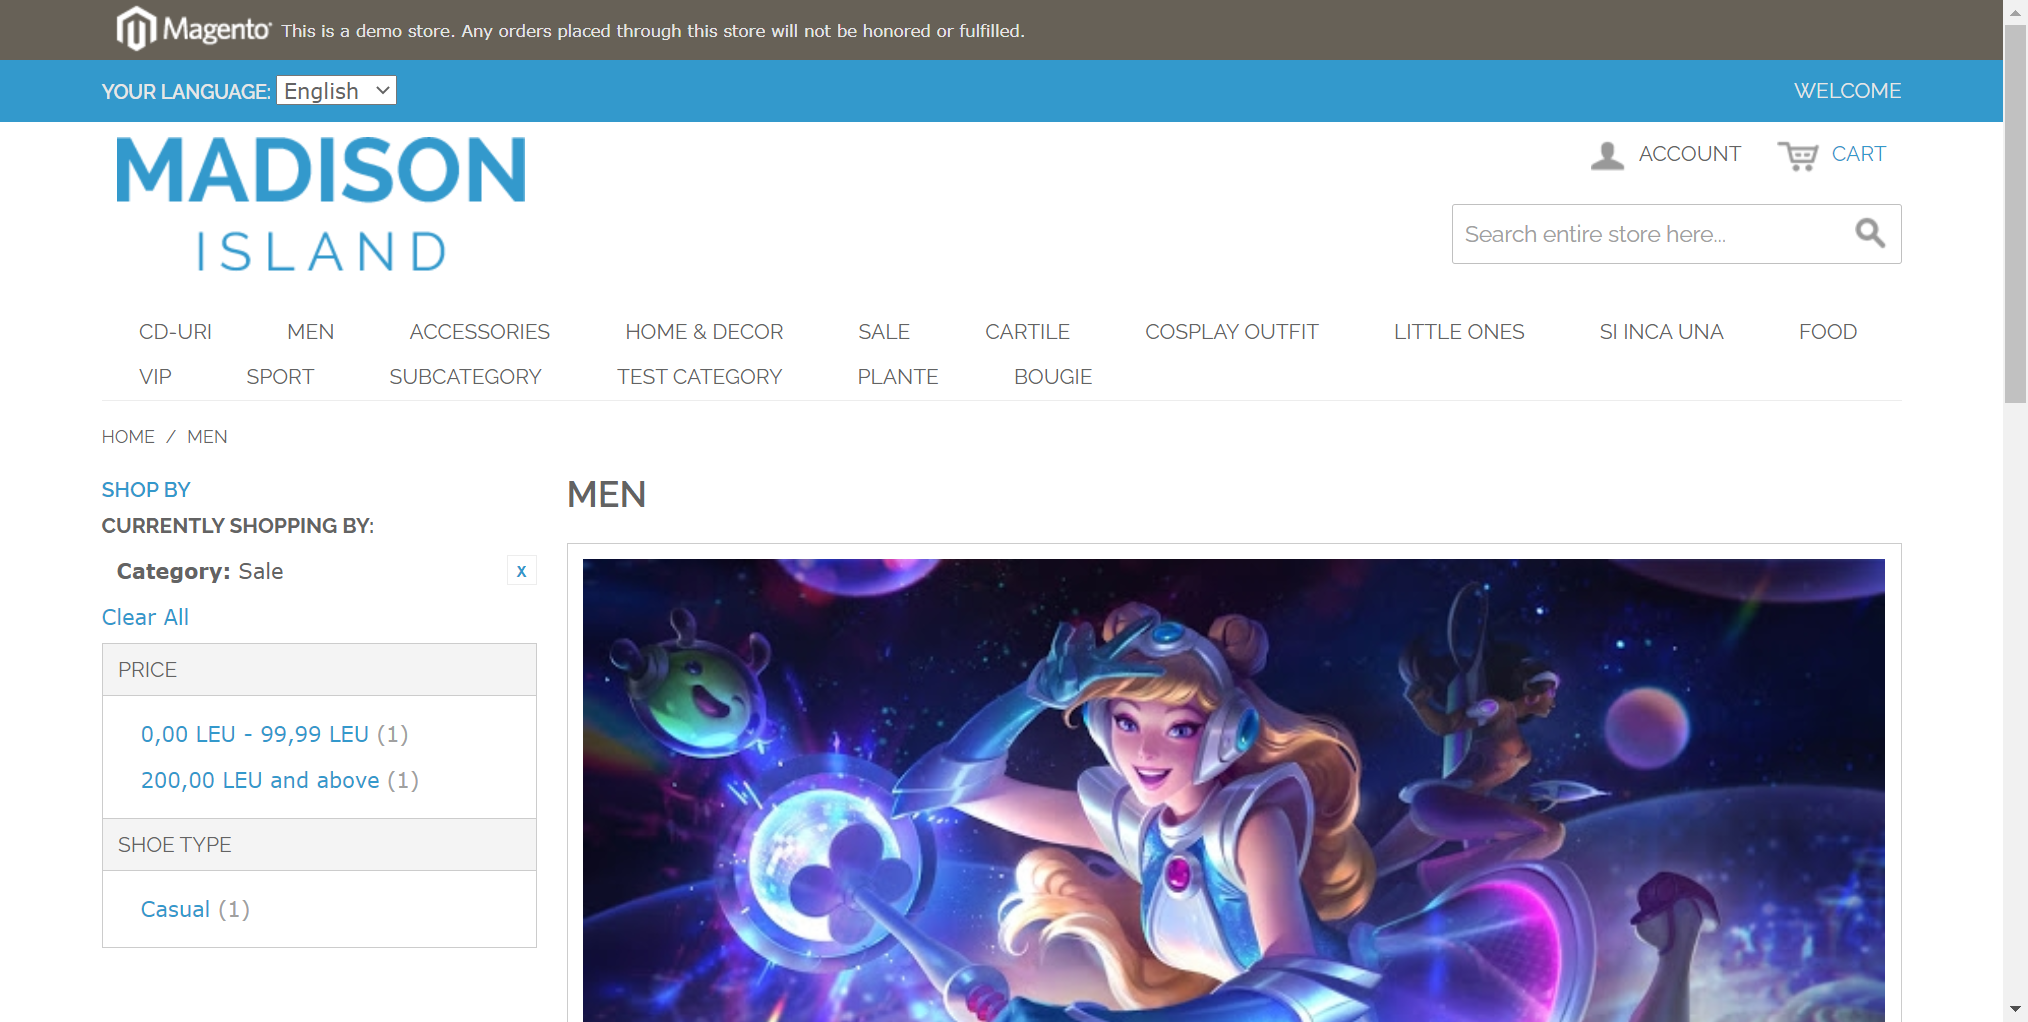 Magento This is a demo store. Any orders placed through this store will not be honored or fulfilled.
YOUR LANGUAGE: English
WELCOME
MADISON
ISLAND
ACCOUNT
CART
Search entire store here...
CD-URI MEN ACCESSORIES HOME & DECOR SALE CARTILE COSPLAY OUTFIT LITTLE ONES SI INCA UNA FOOD
VIP SPORT SUBCATEGORY TEST CATEGORY PLANTE BOUGIE
HOME / MEN
SHOP BY
CURRENTLY SHOPPING BY:
Category: Sale
x
Clear All
PRICE
0,00 LEU - 99,99 LEU (1)
200,00 LEU and above (1)
SHOE TYPE
Casual (1)
MEN